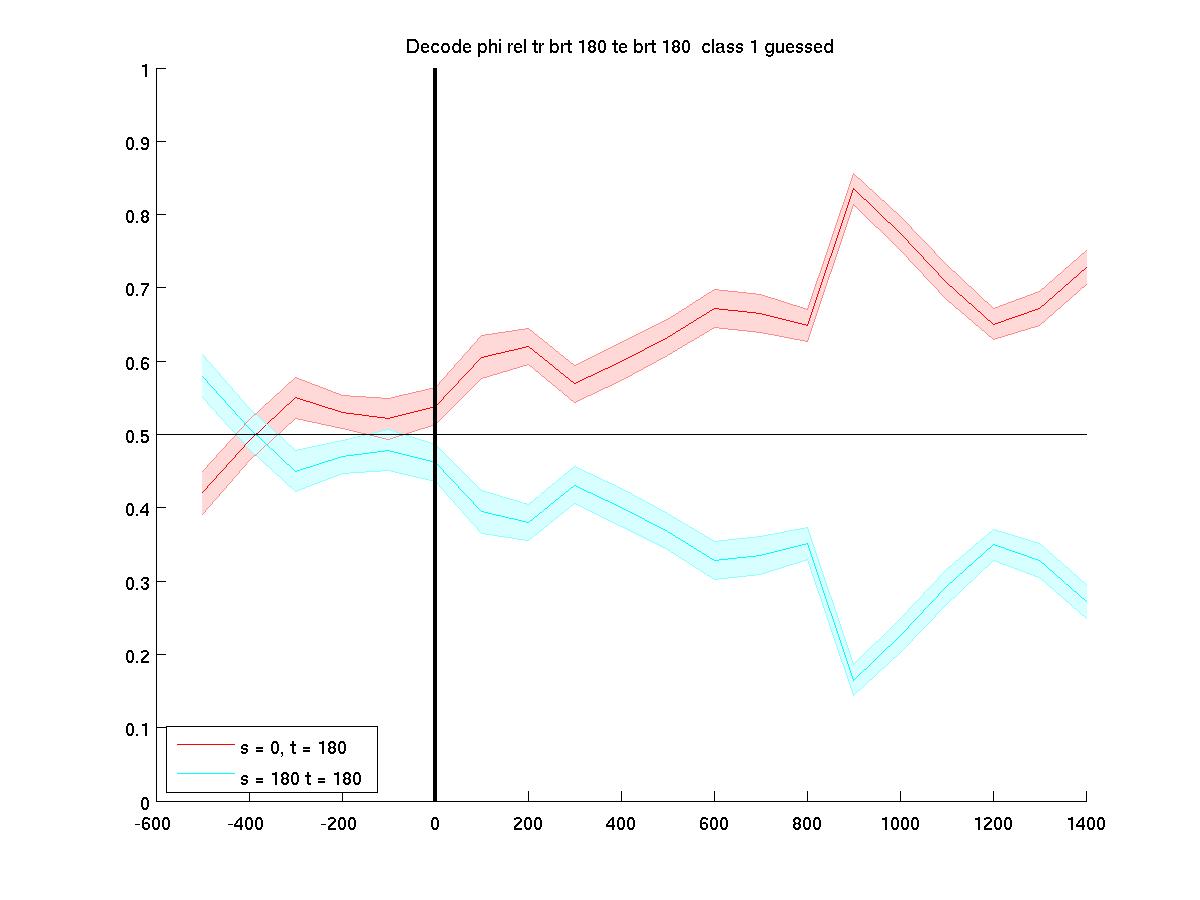 Decode phi rel tr brt 180 te brt 180  class 1 guessed
1
0.9
0.8
0.7
0.6
0.5
0.4
0.3
0.2
0.1
0
s = 0, t = 180
s = 180 t = 180
-600 -400 -200 0 200 400 600 800 1000 1200 1400